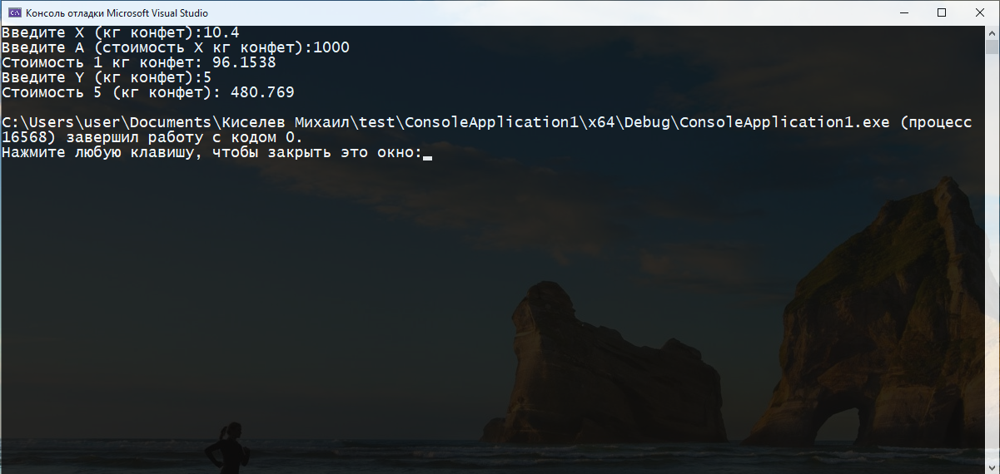 Консоль отладки Microsoft Visual Studio
Введите X (кг конфет):10.4
Введите A (стоимость X кг конфет):1000
Стоимость 1 кг конфет: 96.1538
Введите Y (кг конфет):5
Стоимость 5 (кг конфет): 480.769
C:\Users\user\Documents\Киселев Михаил\test\ConsoleApplication1\x64\Debug\ConsoleApplication1.exe (процесс
16568) завершил работу с кодом 0.
Нажмите любую клавишу, чтобы закрыть это окно: